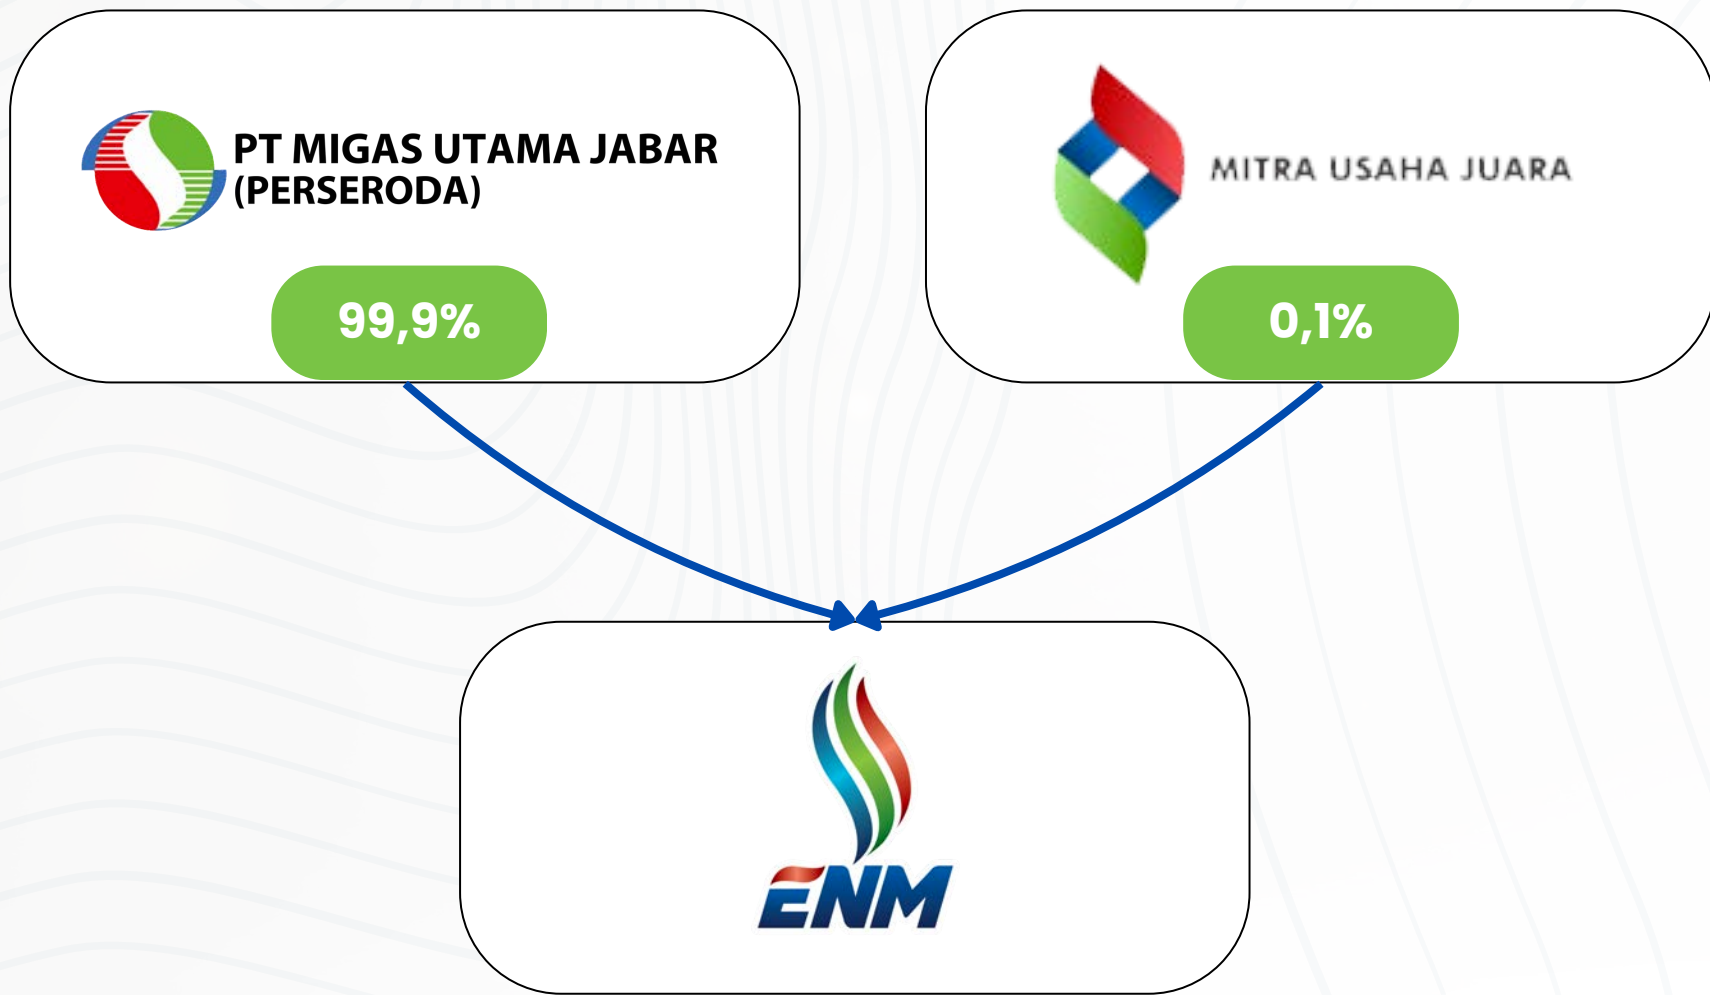 PT MIGAS UTAMA JABAR
(PERSERODA)
99,9%
MITRA USAHA JUARA
0,1%
ENM